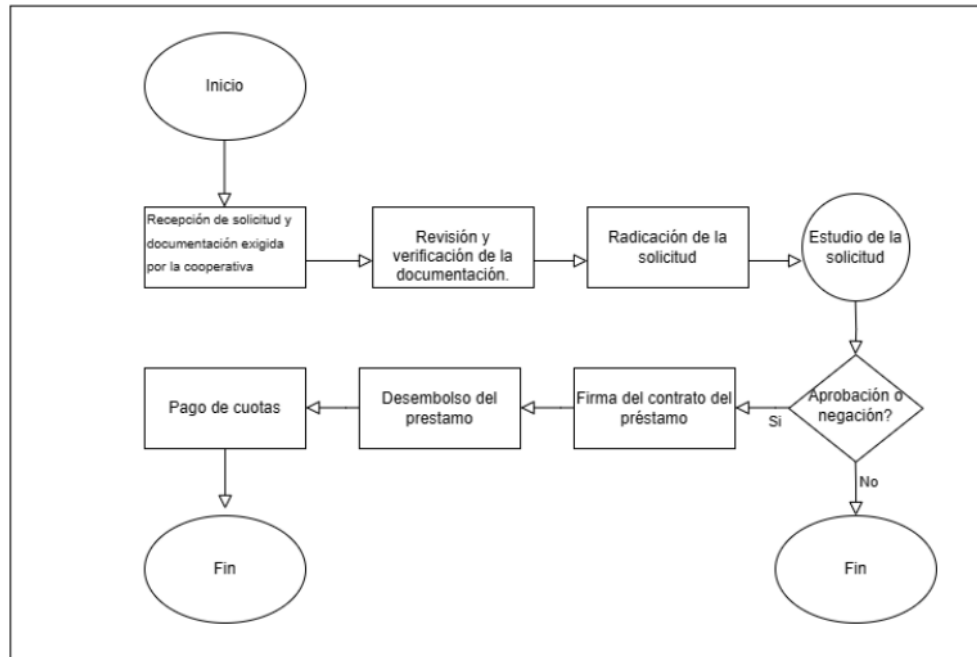 Inicio
Recepción de solicitud y
documentación exigida
por la cooperativa
Revisión y
verificación de la
documentación.
Radicación de la
solicitud
Estudio de la
solicitud
Aprobación o
negación?
Si
No
Firma del contrato del
préstamo
Desembolso del
prestamo
Pago de cuotas
Fin
Fin